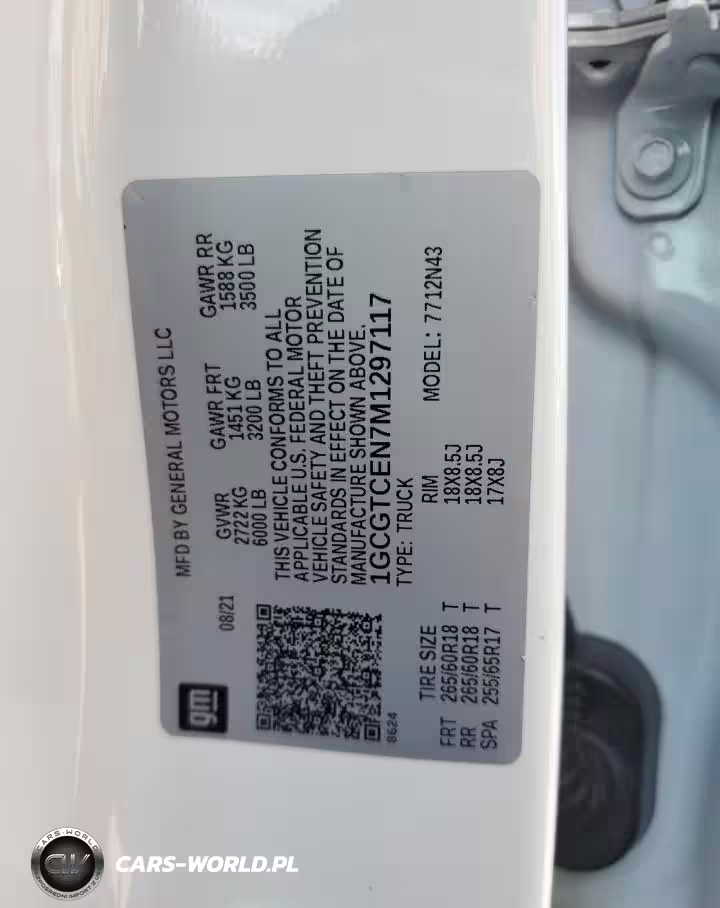 MFD BY GENERAL MOTORS LLC
08/21
GVWR
2722 KG
6000 LB
GAWR FRT
1451 KG
3200 LB
GAWR RR
1588 KG
3500 LB
THIS VEHICLE CONFORMS TO ALL
APPLICABLE U.S. FEDERAL MOTOR
VEHICLE SAFETY AND THEFT PREVENTION
STANDARDS IN EFFECT ON THE DATE OF
MANUFACTURE SHOWN ABOVE.
1GCGTCEN7M1297117
TYPE: TRUCK
MODEL: 7712N43
gm
8624
TIRE SIZE RIM
FRT 265/60R18 T 18X8.5J
RR 265/60R18 T 18X8.5J
SPA 255/65R17 T 17X8J
CARS-WORLD
CW
CARS-WORLD.PL